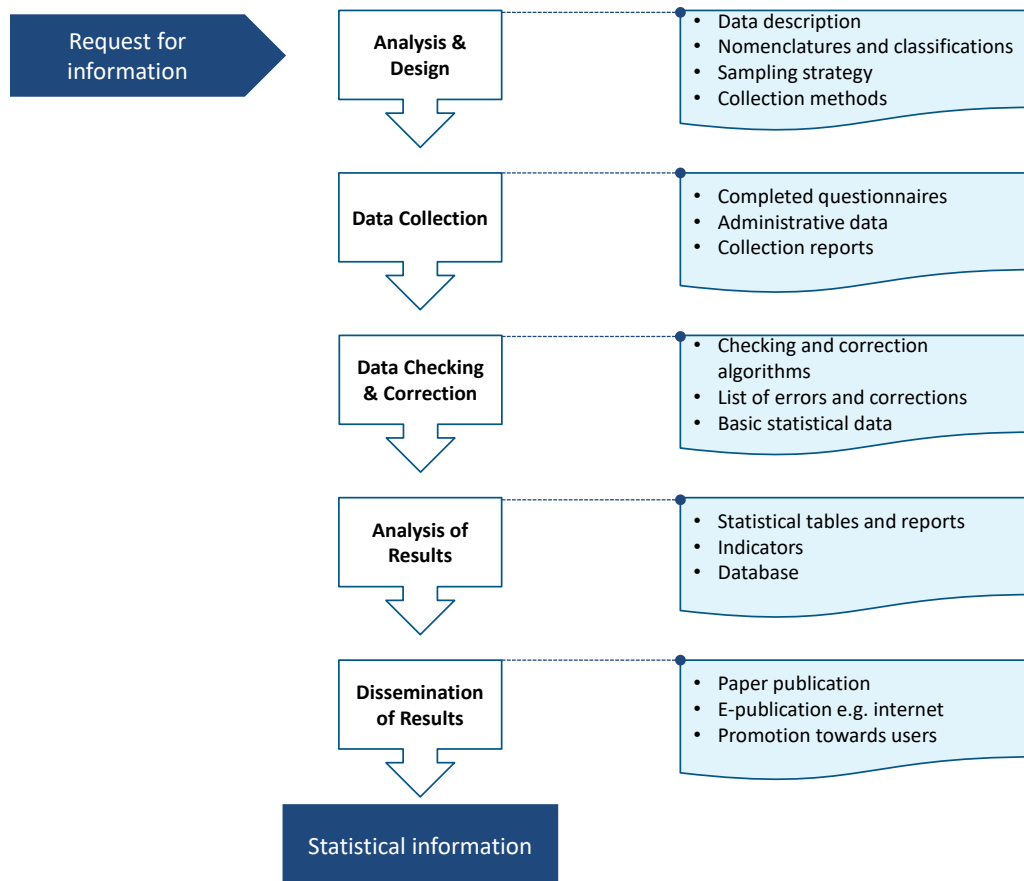 Request for
information
Analysis &
Design
• Data description
• Nomenclatures and classifications
• Sampling strategy
• Collection methods
Data Collection
• Completed questionnaires
• Administrative data
• Collection reports
Data Checking
& Correction
• Checking and correction
algorithms
• List of errors and corrections
• Basic statistical data
Analysis of
Results
• Statistical tables and reports
• Indicators
• Database
Dissemination
of Results
• Paper publication
• E-publication e.g. internet
• Promotion towards users
Statistical information